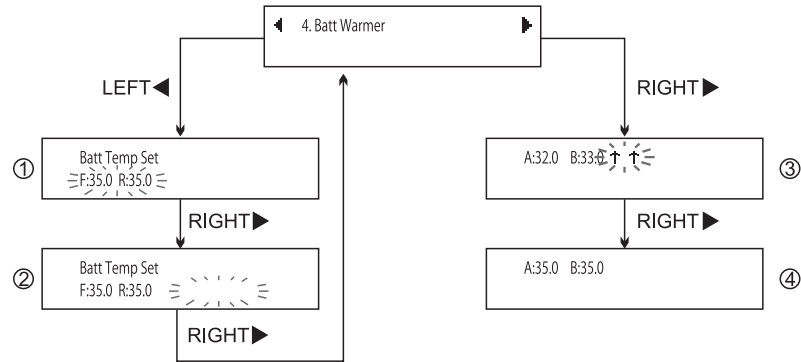 4. Batt Warmer
LEFT◀
RIGHT▶
① Batt Temp Set
F:35.0 R:35.0
A:32.0 B:33.0 ↑ ↑ ③
RIGHT▶
RIGHT▶
② Batt Temp Set
F:35.0 R:35.0
A:35.0 B:35.0 ④
RIGHT▶